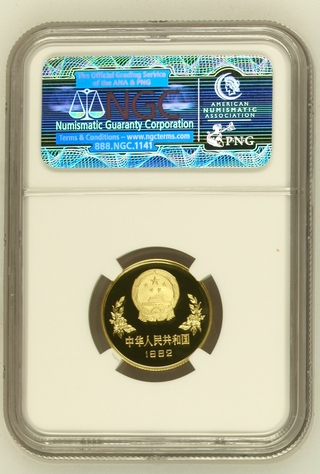 The Official Grading Service
of the ANA & PNG
NGC
Numismatic Guaranty Corporation
Terms & Conditions – www.ngcterms.com
888.NGC.1141
AMERICAN
NUMISMATIC
ASSOCIATION
PNG
中华人民共和国
1982